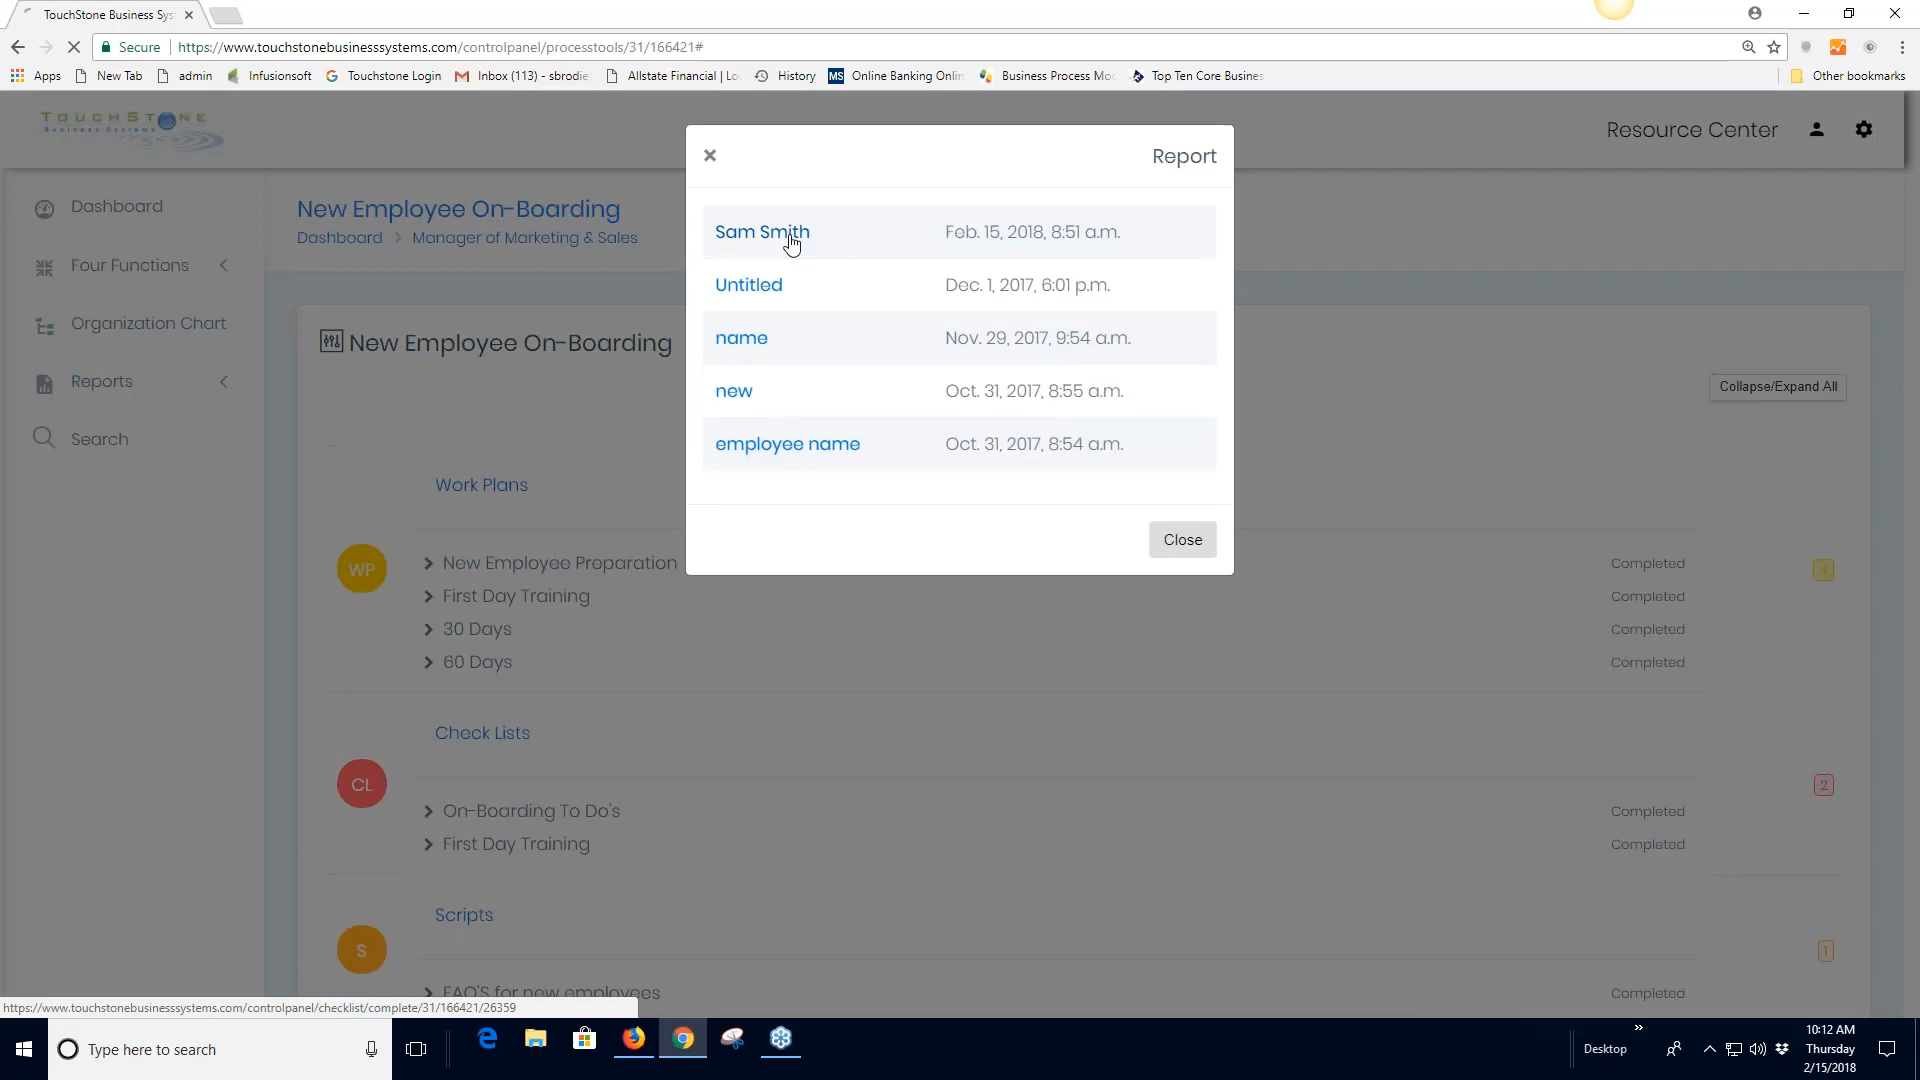 TouchStone Business Sys
Secure https://www.touchstonebusinesssystems.com/controlpanel/processtools/31/166421#
Apps New Tab admin Infusionsoft Touchstone Login Inbox (113) - sbrodie Allstate Financial | Lo History MS Online Banking Onlin Business Process Mo Top Ten Core Busines Other bookmarks
TOUCHSTONE
Business Systems
Resource Center
× Report
Dashboard
Four Functions
Organization Chart
Reports
Search
New Employee On-Boarding
Dashboard > Manager of Marketing & Sales
Sam Smith Feb. 15, 2018, 8:51 a.m.
Untitled Dec. 1, 2017, 6:01 p.m.
name Nov. 29, 2017, 9:54 a.m.
new Oct. 31, 2017, 8:55 a.m.
employee name Oct. 31, 2017, 8:54 a.m.
Close
New Employee On-Boarding
Collapse/Expand All
Work Plans
WP
New Employee Preparation Completed
First Day Training Completed
30 Days Completed
60 Days Completed
4
Check Lists
CL
2
On-Boarding To Do's Completed
First Day Training Completed
Scripts
S
1
FAQ'S for new employees Completed
https://www.touchstonebusinesssystems.com/controlpanel/checklist/complete/31/166421/26359
Type here to search
Desktop
10:12 AM
Thursday
2/15/2018